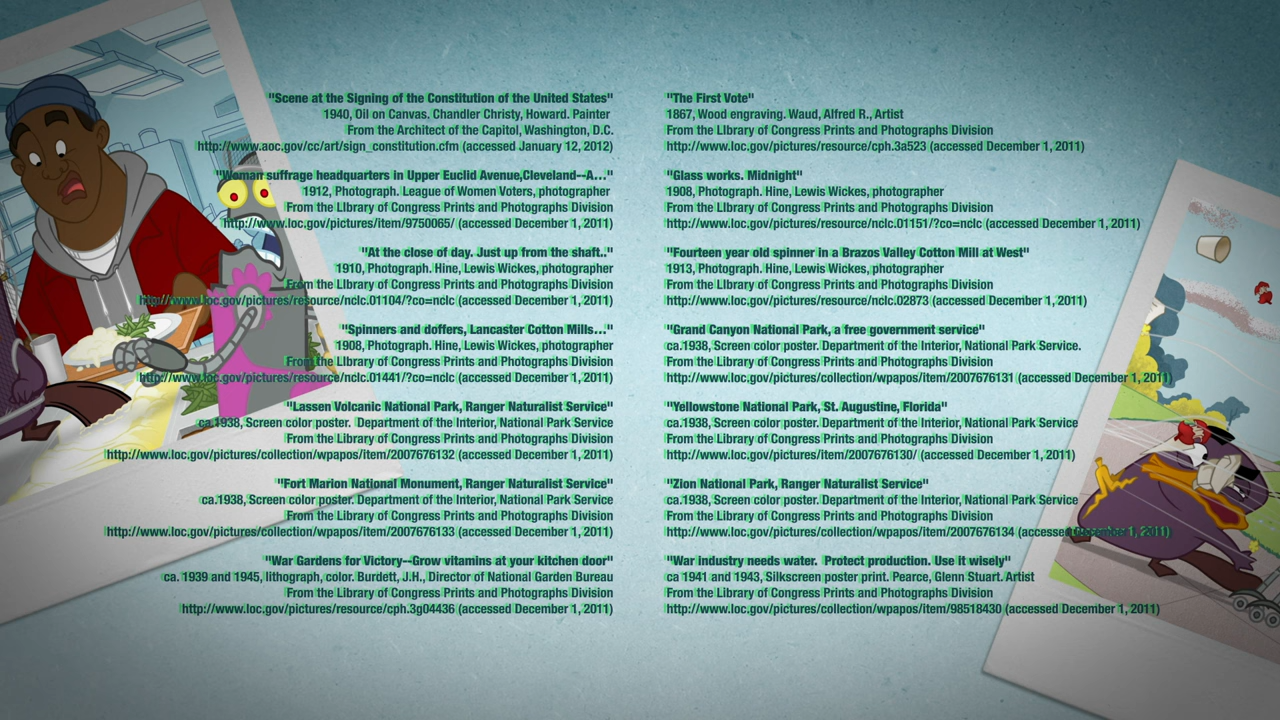 "Scene at the Signing of the Constitution of the United States"
1940, Oil on Canvas. Chandler Christy, Howard. Painter
From the Architect of the Capitol, Washington, D.C.
http://www.aoc.gov/cc/art/sign_constitution.cfm (accessed January 12, 2012)
"Woman suffrage headquarters in Upper Euclid Avenue,Cleveland--A..."
1912, Photograph. League of Women Voters, photographer
From the LIbrary of Congress Prints and Photographs Division
http://www.loc.gov/pictures/item/9750065/ (accessed December 1, 2011)
"At the close of day. Just up from the shaft.."
1910, Photograph. Hine, Lewis Wickes, photographer
From the LIbrary of Congress Prints and Photographs Division
http://www.loc.gov/pictures/resource/nclc.01104/?co=nclc (accessed December 1, 2011)
"Spinners and doffers, Lancaster Cotton Mills..."
1908, Photograph. Hine, Lewis Wickes, photographer
From the LIbrary of Congress Prints and Photographs Division
http://www.loc.gov/pictures/resource/nclc.01441/?co=nclc (accessed December 1, 2011)
"Lassen Volcanic National Park, Ranger Naturalist Service"
ca.1938, Screen color poster. Department of the Interior, National Park Service
From the LIbrary of Congress Prints and Photographs Division
http://www.loc.gov/pictures/collection/wpapos/item/2007676132 (accessed December 1, 2011)
"Fort Marion National Monument, Ranger Naturalist Service"
ca.1938, Screen color poster. Department of the Interior, National Park Service
From the LIbrary of Congress Prints and Photographs Division
http://www.loc.gov/pictures/collection/wpapos/item/2007676133 (accessed December 1, 2011)
"War Gardens for Victory--Grow vitamins at your kitchen door"
ca. 1939 and 1945, lithograph, color. Burdett, J.H., Director of National Garden Bureau
From the LIbrary of Congress Prints and Photographs Division
http://www.loc.gov/pictures/resource/cph.3g04436 (accessed December 1, 2011)
"The First Vote"
1867, Wood engraving. Waud, Alfred R., Artist
From the LIbrary of Congress Prints and Photographs Division
http://www.loc.gov/pictures/resource/cph.3a523 (accessed December 1, 2011)
"Glass works. Midnight"
1908, Photograph. Hine, Lewis Wickes, photographer
From the LIbrary of Congress Prints and Photographs Division
http://www.loc.gov/pictures/resource/nclc.01151/?co=nclc (accessed December 1, 2011)
"Fourteen year old spinner in a Brazos Valley Cotton Mill at West"
1913, Photograph. Hine, Lewis Wickes, photographer
From the LIbrary of Congress Prints and Photographs Division
http://www.loc.gov/pictures/resource/nclc.02873 (accessed December 1, 2011)
"Grand Canyon National Park, a free government service"
ca.1938, Screen color poster. Department of the Interior, National Park Service.
From the LIbrary of Congress Prints and Photographs Division
http://www.loc.gov/pictures/collection/wpapos/item/2007676131 (accessed December 1, 2011)
"Yellowstone National Park, St. Augustine, Florida"
ca.1938, Screen color poster. Department of the Interior, National Park Service
From the LIbrary of Congress Prints and Photographs Division
http://www.loc.gov/pictures/item/2007676130/ (accessed December 1, 2011)
"Zion National Park, Ranger Naturalist Service"
ca.1938, Screen color poster. Department of the Interior, National Park Service
From the LIbrary of Congress Prints and Photographs Division
http://www.loc.gov/pictures/collection/wpapos/item/2007676134 (accessed December 1, 2011)
"War industry needs water. Protect production. Use it wisely"
ca 1941 and 1943, Silkscreen poster print. Pearce, Glenn Stuart. Artist
From the LIbrary of Congress Prints and Photographs Division
http://www.loc.gov/pictures/collection/wpapos/item/98518430 (accessed December 1, 2011)